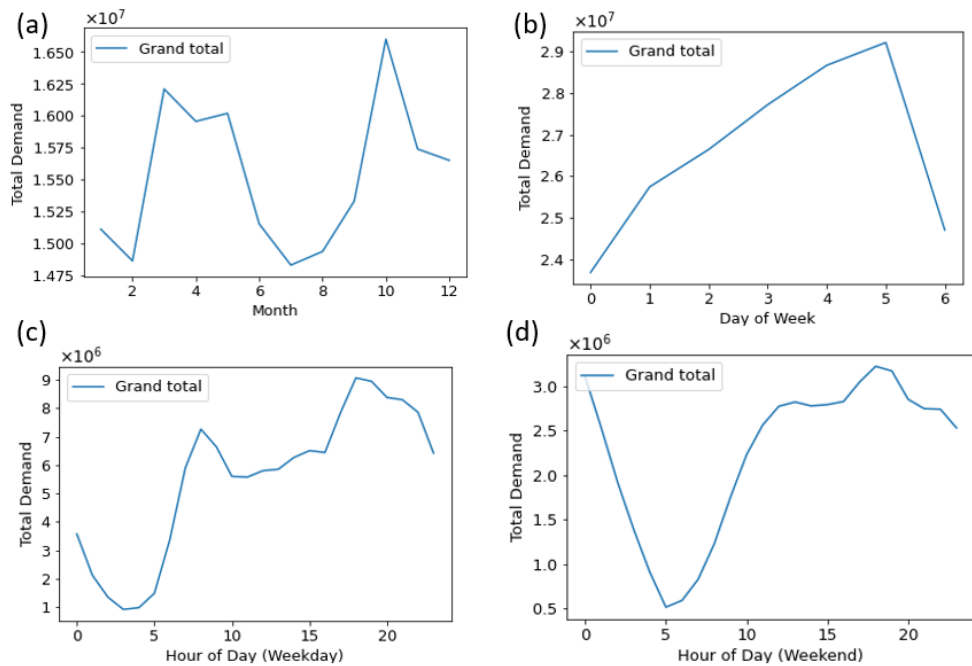 (a)
×10⁷
Grand total
1.650
1.625
1.600
1.575
1.550
1.525
1.500
1.475
Total Demand
2 4 6 8 10 12
Month
(b)
×10⁷
Grand total
2.9
2.8
2.7
2.6
2.5
2.4
Total Demand
0 1 2 3 4 5 6
Day of Week
(c)
×10⁶
Grand total
9
8
7
6
5
4
3
2
1
Total Demand
0 5 10 15 20
Hour of Day (Weekday)
(d)
×10⁶
Grand total
3.0
2.5
2.0
1.5
1.0
0.5
Total Demand
0 5 10 15 20
Hour of Day (Weekend)